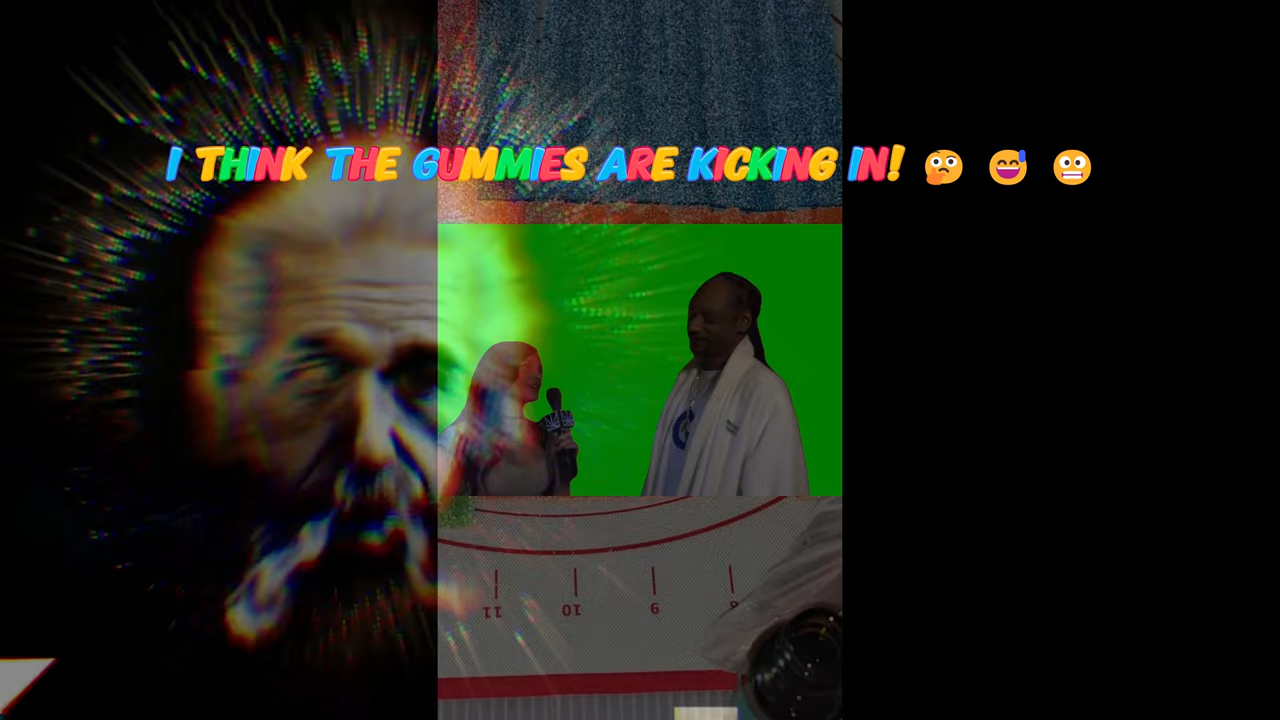 I THINK THE GUMMIES ARE KICKING IN! 🤔 😅 😬
11 10 9 8
G